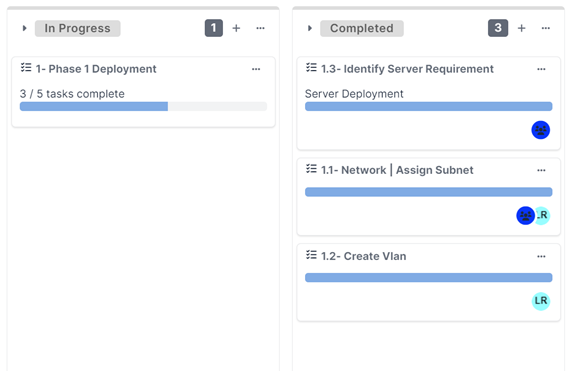 In Progress
1
1- Phase 1 Deployment
3 / 5 tasks complete
Completed
3
1.3- Identify Server Requirement
Server Deployment
1.1- Network | Assign Subnet
LR
1.2- Create Vlan
LR